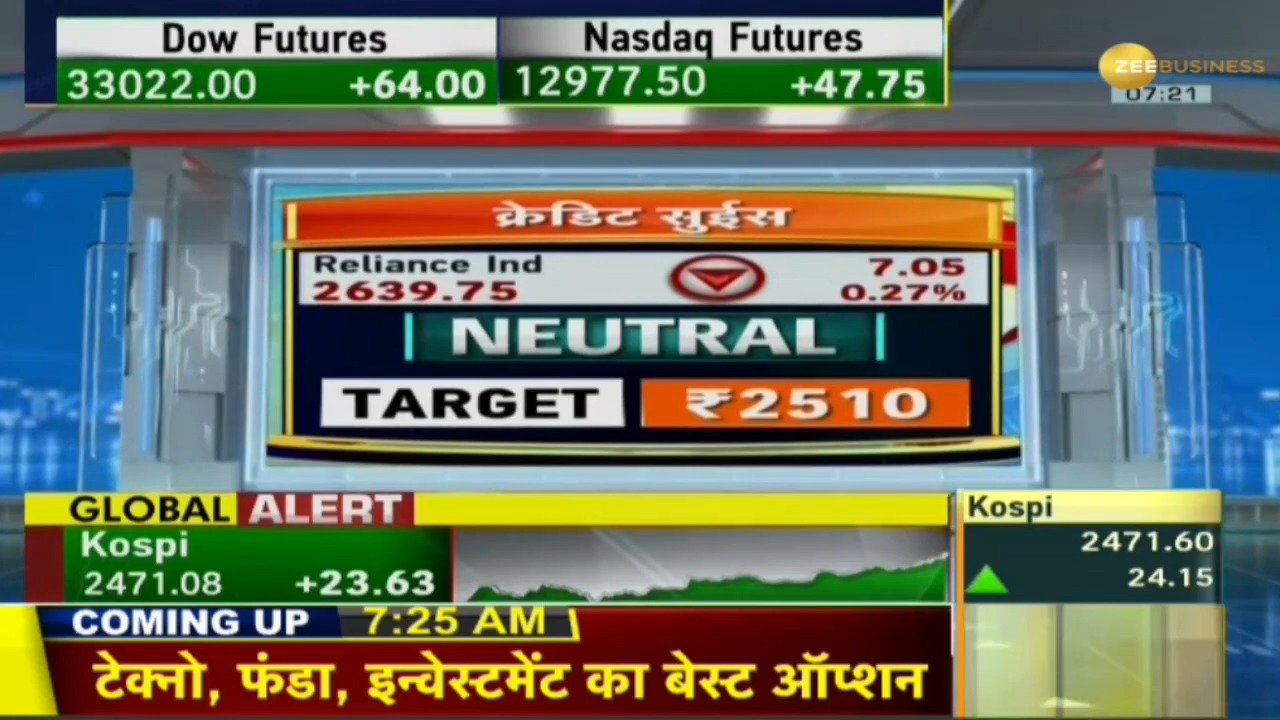 Dow Futures
33022.00 +64.00
Nasdaq Futures
12977.50 +47.75
ZEEBUSINESS
07:21
क्रेडिट सुईस
Reliance Ind
2639.75
7.05
0.27%
NEUTRAL
TARGET ₹2510
GLOBAL ALERT
Kospi
2471.08 +23.63
Kospi
2471.60
24.15
COMING UP 7:25 AM
टेक्नो, फंडा, इन्वेस्टमेंट का बेस्ट ऑप्शन